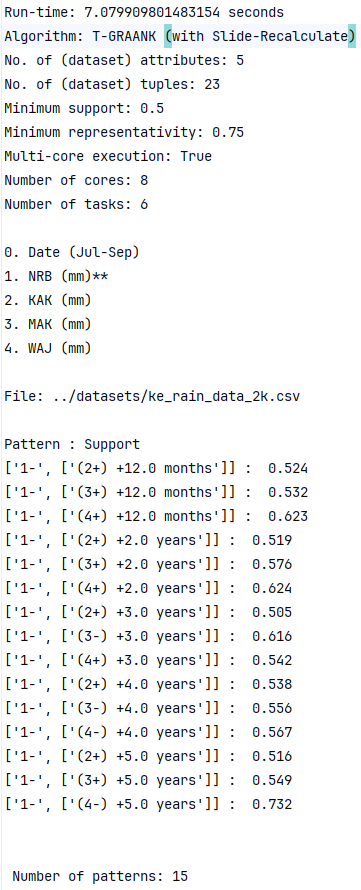 Run-time: 7.079909801483154 seconds
Algorithm: T-GRAANK (with Slide-Recalculate)
No. of (dataset) attributes: 5
No. of (dataset) tuples: 23
Minimum support: 0.5
Minimum representativity: 0.75
Multi-core execution: True
Number of cores: 8
Number of tasks: 6
0. Date (Jul-Sep)
1. NRB (mm)**
2. KAK (mm)
3. MAK (mm)
4. WAJ (mm)
File: ../datasets/ke_rain_data_2k.csv
Pattern : Support
['1-', ['(2+) +12.0 months']] :  0.524
['1-', ['(3+) +12.0 months']] :  0.532
['1-', ['(4+) +12.0 months']] :  0.623
['1-', ['(2+) +2.0 years']] :  0.519
['1-', ['(3+) +2.0 years']] :  0.576
['1-', ['(4+) +2.0 years']] :  0.624
['1-', ['(2+) +3.0 years']] :  0.505
['1-', ['(3-) +3.0 years']] :  0.616
['1-', ['(4+) +3.0 years']] :  0.542
['1-', ['(2+) +4.0 years']] :  0.538
['1-', ['(3-) +4.0 years']] :  0.556
['1-', ['(4-) +4.0 years']] :  0.567
['1-', ['(2+) +5.0 years']] :  0.516
['1-', ['(3+) +5.0 years']] :  0.549
['1-', ['(4-) +5.0 years']] :  0.732
Number of patterns: 15